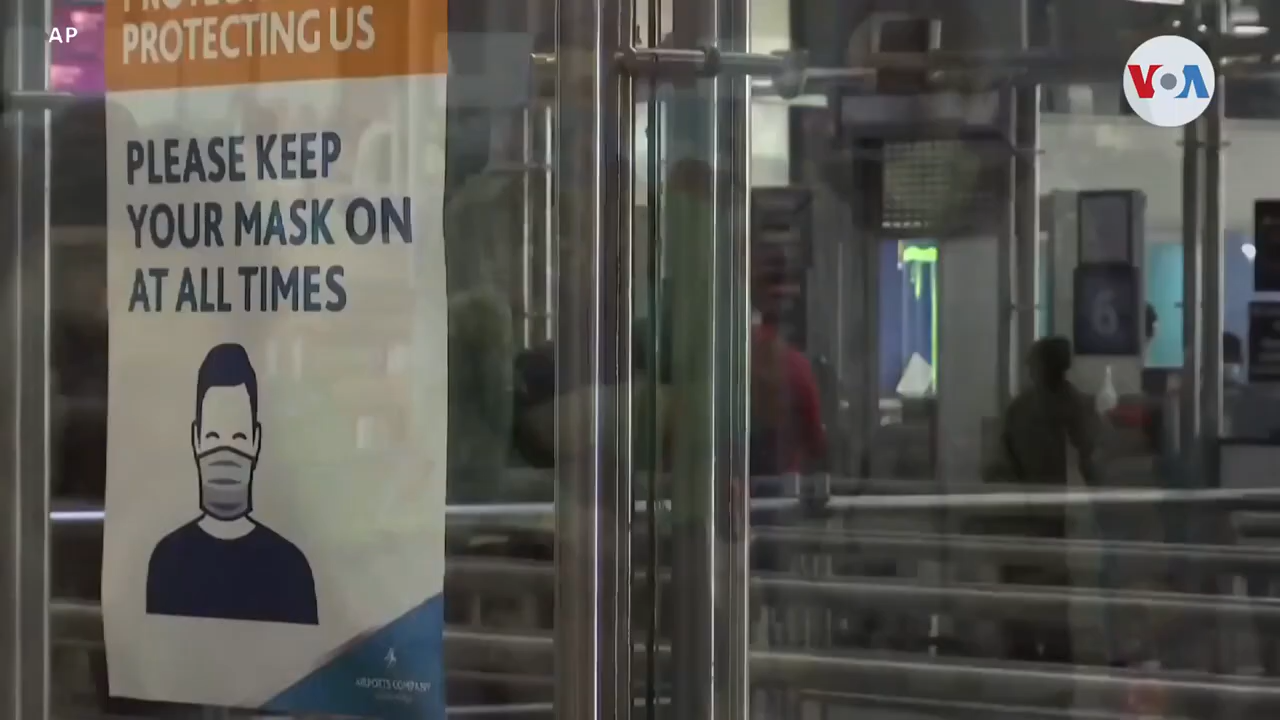 AP
VOA
PROTECTING US
PLEASE KEEP
YOUR MASK ON
AT ALL TIMES
AIRPORTS COMPANY
6